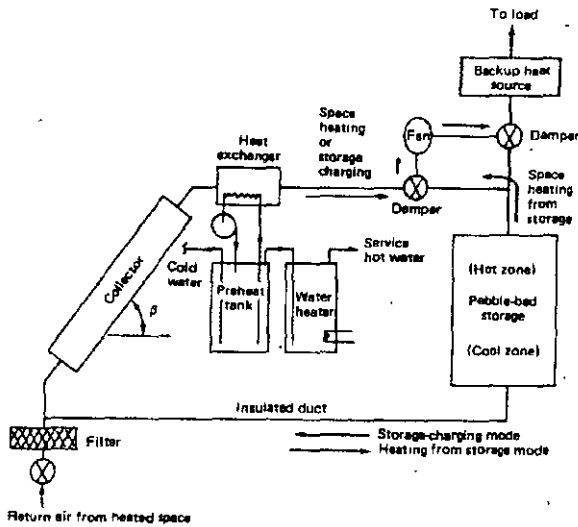 To load
Backup heat
source
Fan
Damper
Space
heating
or
storage
charging
Heat
exchanger
Damper
Space
heating
from
storage
Collector
β
Cold
water
Preheat
tank
Service
hot water
Water
heater
(Hot zone)
Pebble-bed
storage
(Cool zone)
Insulated duct
Filter
Storage-charging mode
Heating from storage mode
Return air from heated space